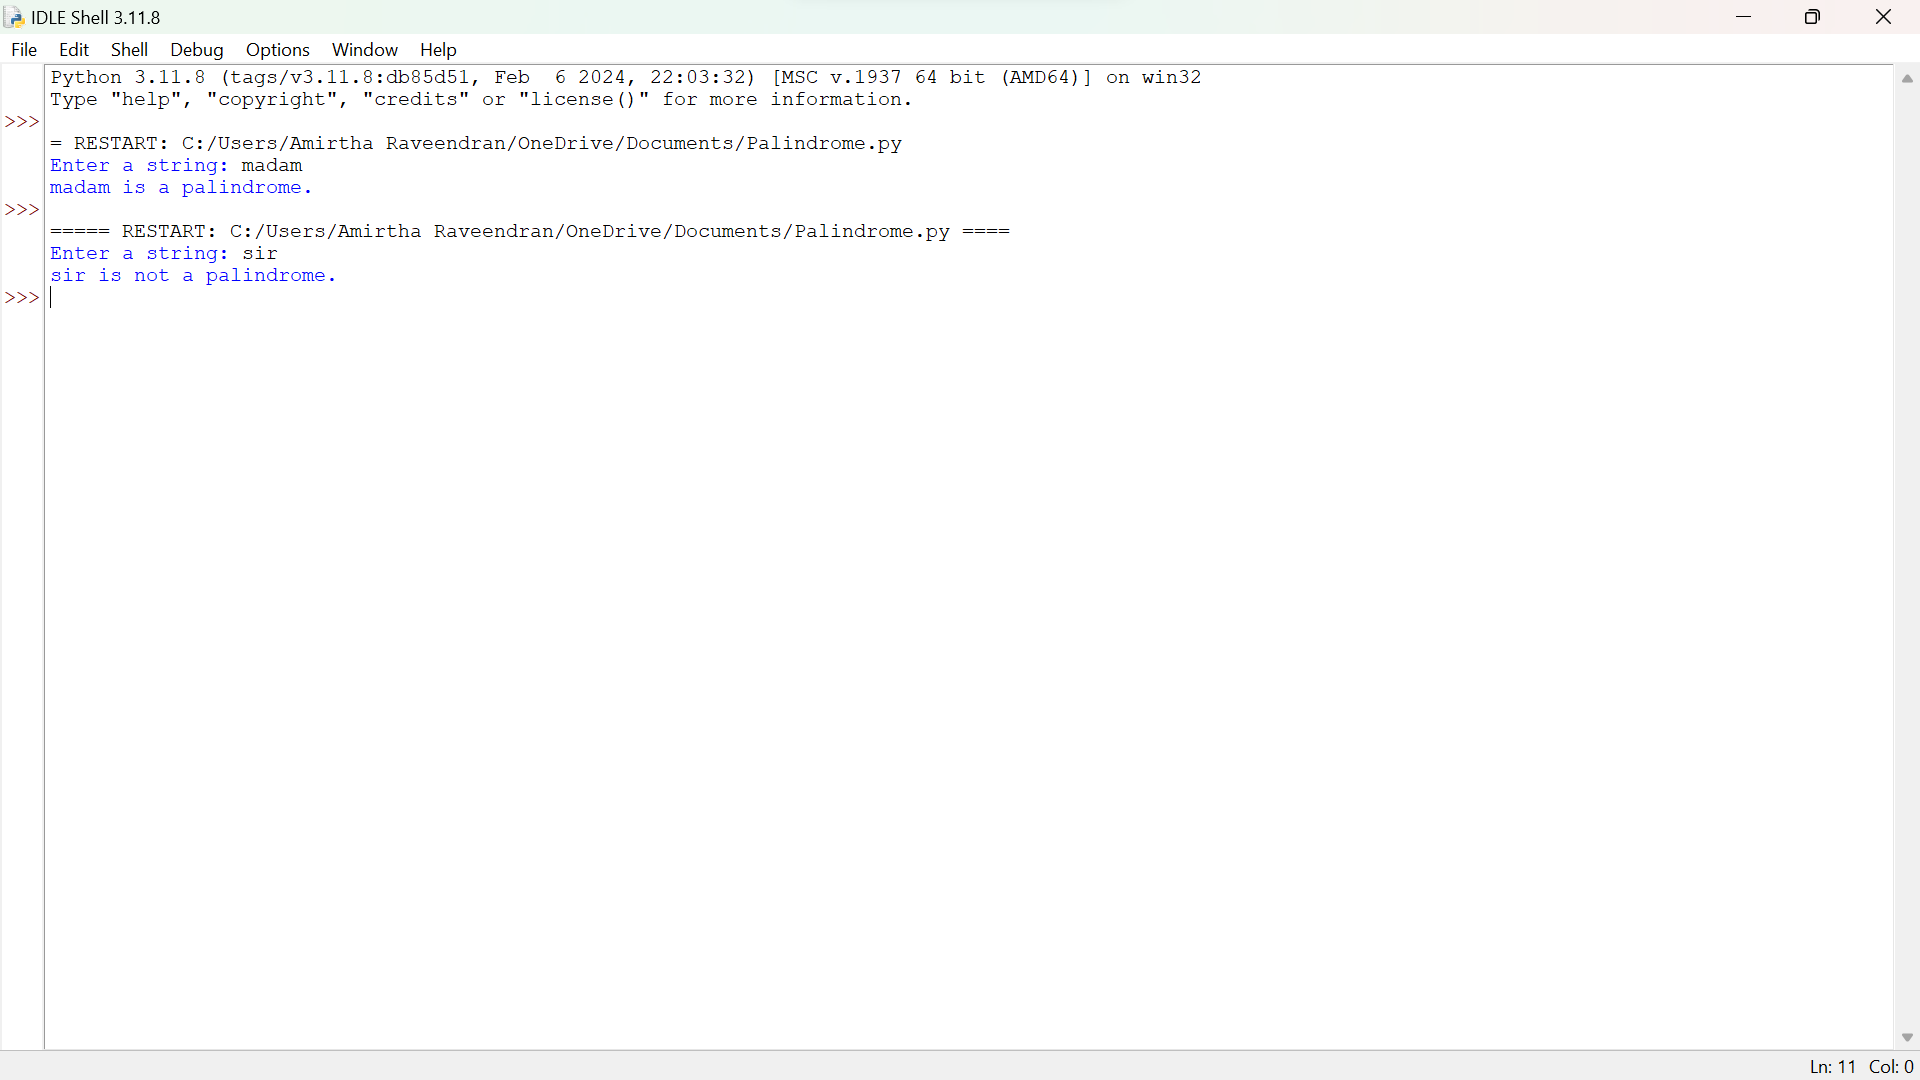 IDLE Shell 3.11.8
File Edit Shell Debug Options Window Help
Python 3.11.8 (tags/v3.11.8:db85d51, Feb  6 2024, 22:03:32) [MSC v.1937 64 bit (AMD64)] on win32
Type "help", "copyright", "credits" or "license()" for more information.
>>>
= RESTART: C:/Users/Amirtha Raveendran/OneDrive/Documents/Palindrome.py
Enter a string: madam
madam is a palindrome.
>>>
===== RESTART: C:/Users/Amirtha Raveendran/OneDrive/Documents/Palindrome.py ====
Enter a string: sir
sir is not a palindrome.
>>>
Ln: 11 Col: 0